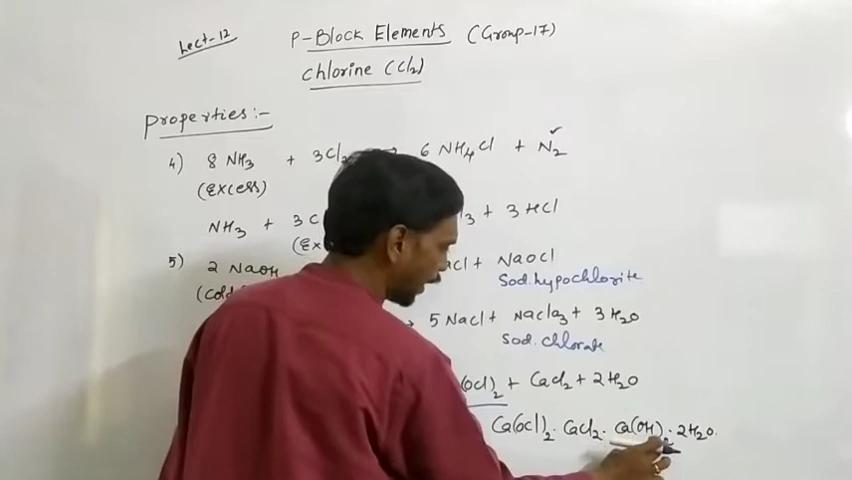 Lect-12
P-Block Elements (Group-17)
Chlorine (Cl₂)
Properties:-
4) 8 NH₃ + 3Cl₂ 6 NH₄Cl + N₂ ✓
(Excess)
NH₃ + 3 C 3 + 3 HCl
(Ex
5) 2 NaOH acl + NaOCl
(Cold Sod. hypochlorite
→ 5 NaCl + NaClO₃ + 3 H₂O
Sod. chlorate
(OCl)₂ + CaCl₂ + 2H₂O
Ca(OCl)₂. CaCl₂. Ca(OH)₂. 2H₂O.